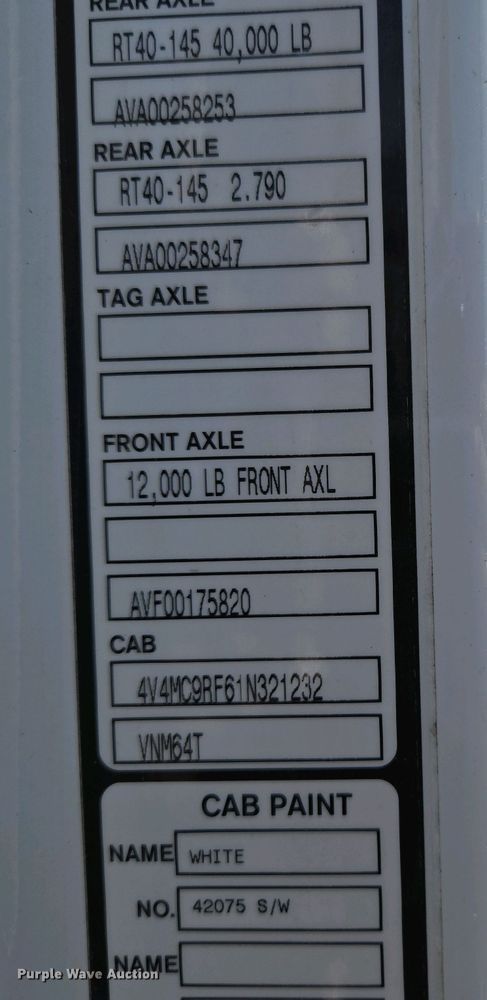 REAR AXLE
RT40-145 40,000 LB
AVA00258253
REAR AXLE
RT40-145 2.790
AVA00258347
TAG AXLE
FRONT AXLE
12,000 LB FRONT AXL
AVF00175820
CAB
4V4MC9RF61N321232
VNM64T
CAB PAINT
NAME WHITE
NO. 42075 S/W
NAME
Purple Wave Auction